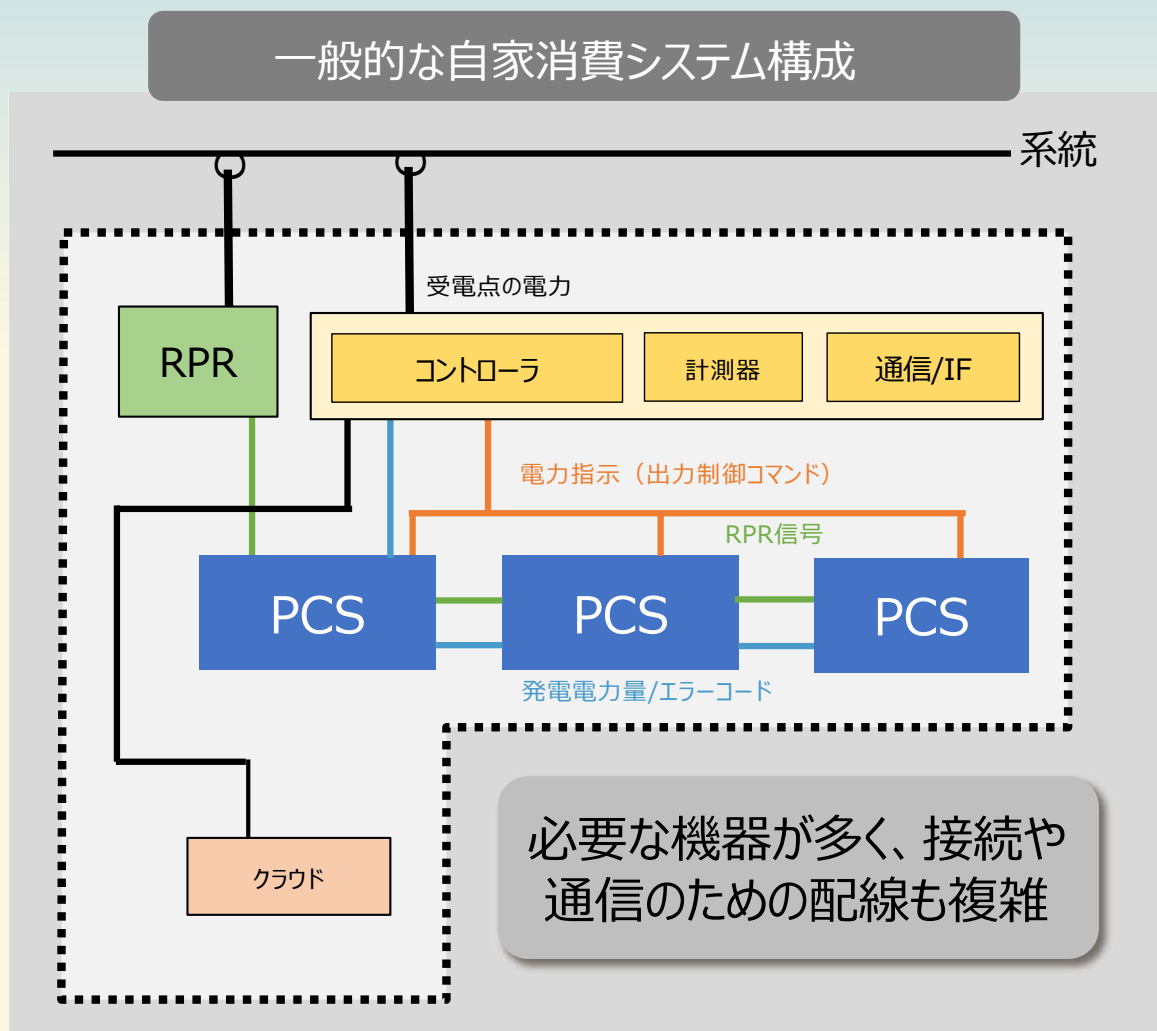 一般的な自家消費システム構成
系統
受電点の電力
RPR
コントローラ
計測器
通信/IF
電力指示（出力制御コマンド）
RPR信号
PCS
PCS
PCS
発電電力量/エラーコード
必要な機器が多く、接続や
通信のための配線も複雑
クラウド